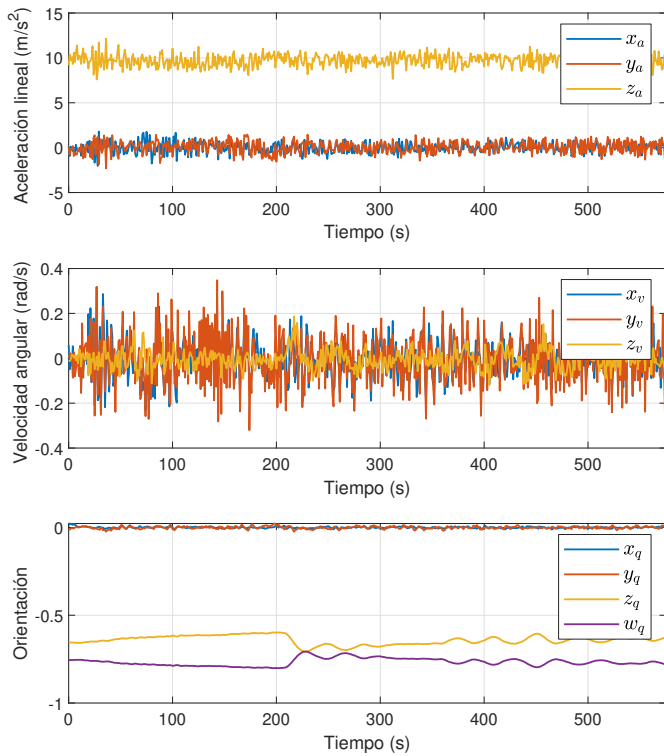 Aceleración lineal (m/s²)
15
10
5
0
-5
x_a
y_a
z_a
0 100 200 300 400 500
Tiempo (s)
Velocidad angular (rad/s)
0.4
0.2
0
-0.2
-0.4
x_v
y_v
z_v
0 100 200 300 400 500
Tiempo (s)
Orientación
0
-0.5
-1
x_q
y_q
z_q
w_q
0 100 200 300 400 500
Tiempo (s)